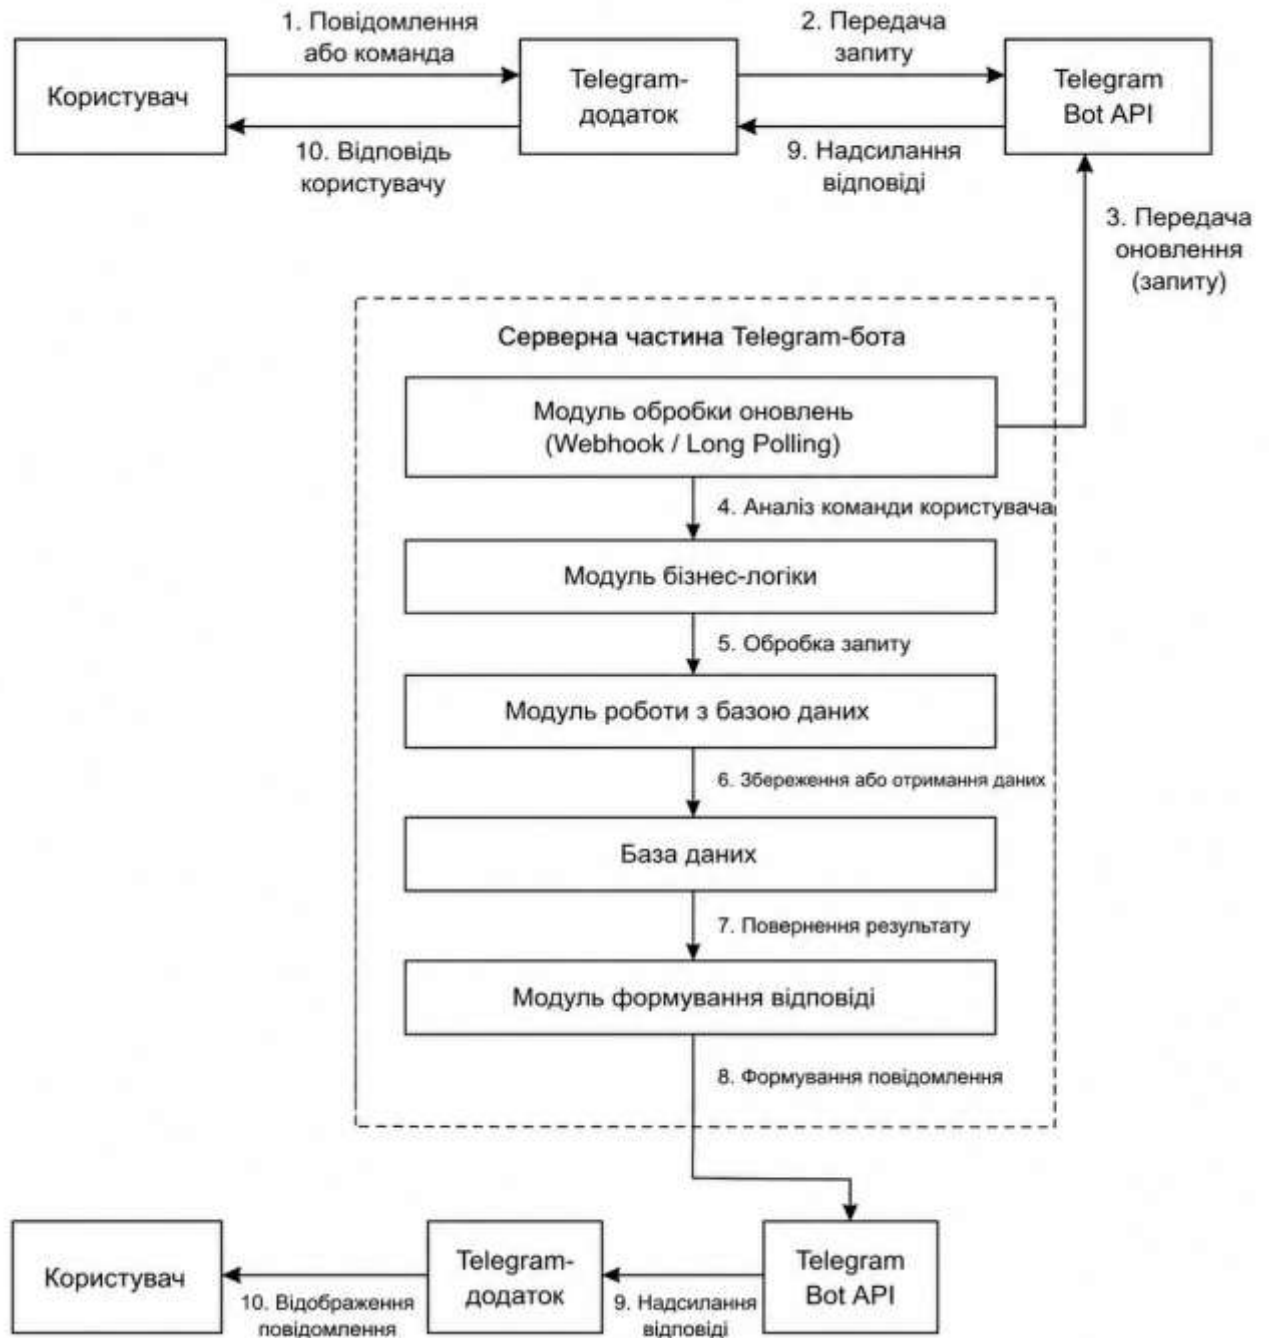 1. Повідомлення
або команда
2. Передача
запиту
Користувач
Telegram-
додаток
Telegram
Bot API
10. Відповідь
користувачу
9. Надсилання
відповіді
3. Передача
оновлення
(запиту)
Серверна частина Telegram-бота
Модуль обробки оновлень
(Webhook / Long Polling)
4. Аналіз команди користувача
Модуль бізнес-логіки
5. Обробка запиту
Модуль роботи з базою даних
6. Збереження або отримання даних
База даних
7. Повернення результату
Модуль формування відповіді
8. Формування повідомлення
Користувач
10. Відображення
повідомлення
Telegram-
додаток
9. Надсилання
відповіді
Telegram
Bot API